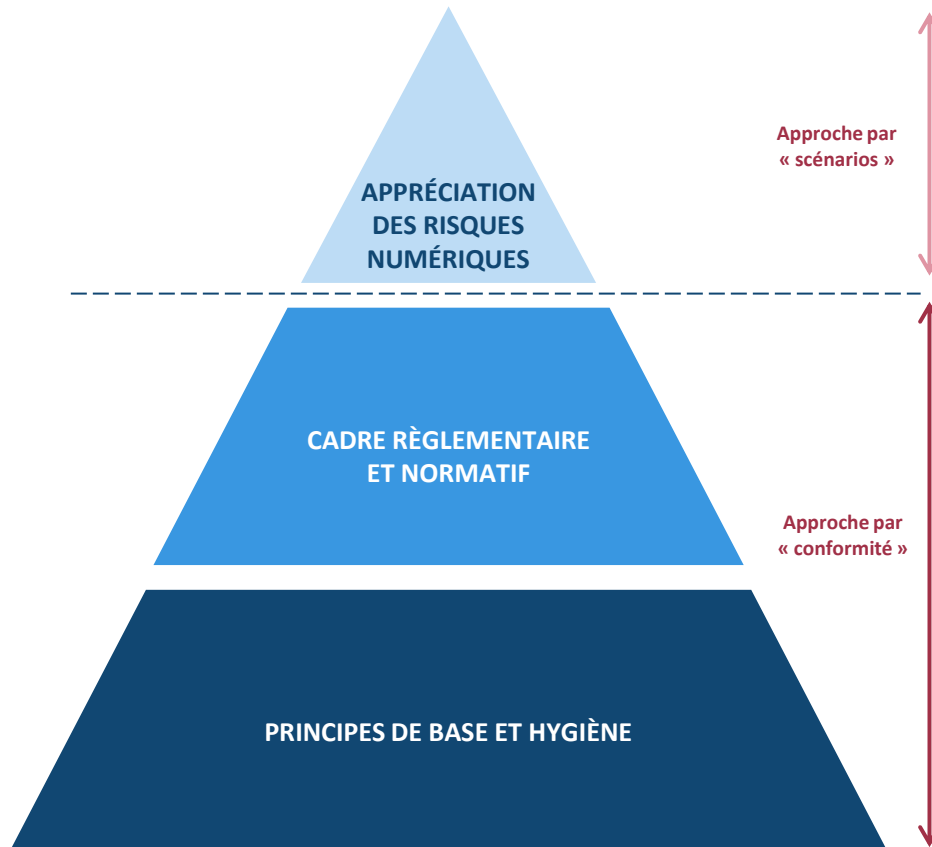 APPRÉCIATION
DES RISQUES
NUMÉRIQUES
Approche par
« scénarios »
CADRE RÈGLEMENTAIRE
ET NORMATIF
Approche par
« conformité »
PRINCIPES DE BASE ET HYGIÈNE